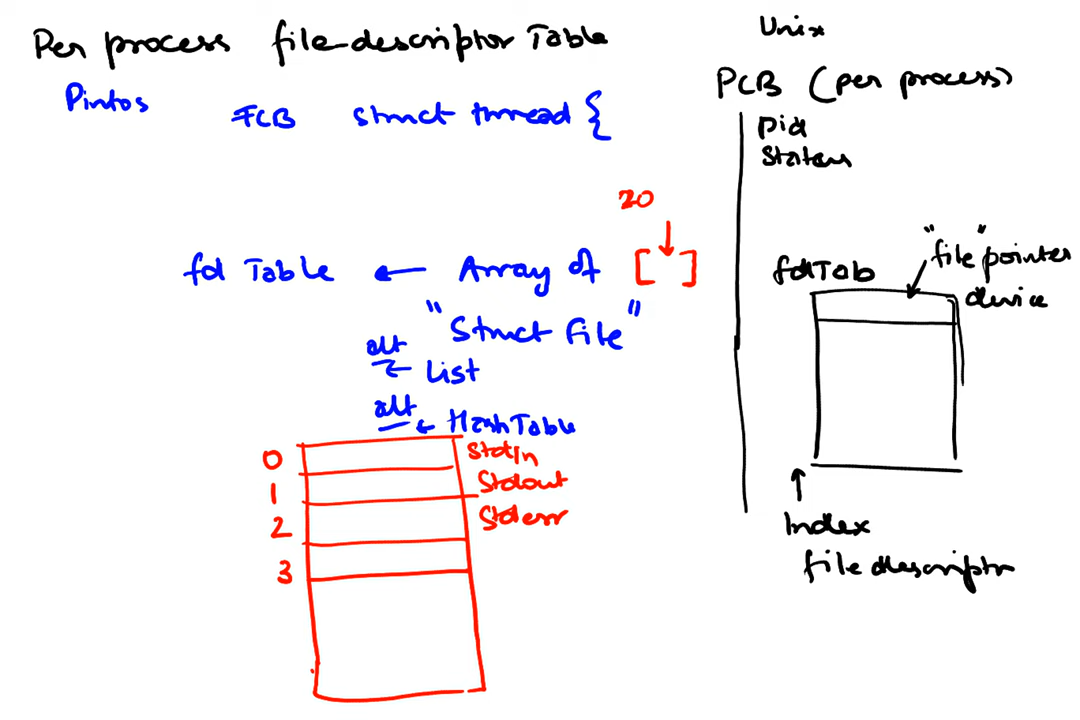 Per process file-descriptor Table
Pintos
TCB struct thread {
20
fd Table ← Array of [ ]
"Struct File"
alt
← List
alt
← HashTable
0 Stdin
1 Stdout
2 Stderr
3
Unix
PCB (per process)
pid
Status
"file" pointer
fdTab
device
Index
file descriptor